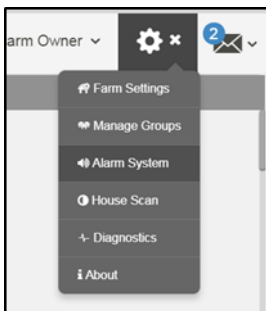 arm Owner
2
Farm Settings
Manage Groups
Alarm System
House Scan
Diagnostics
About